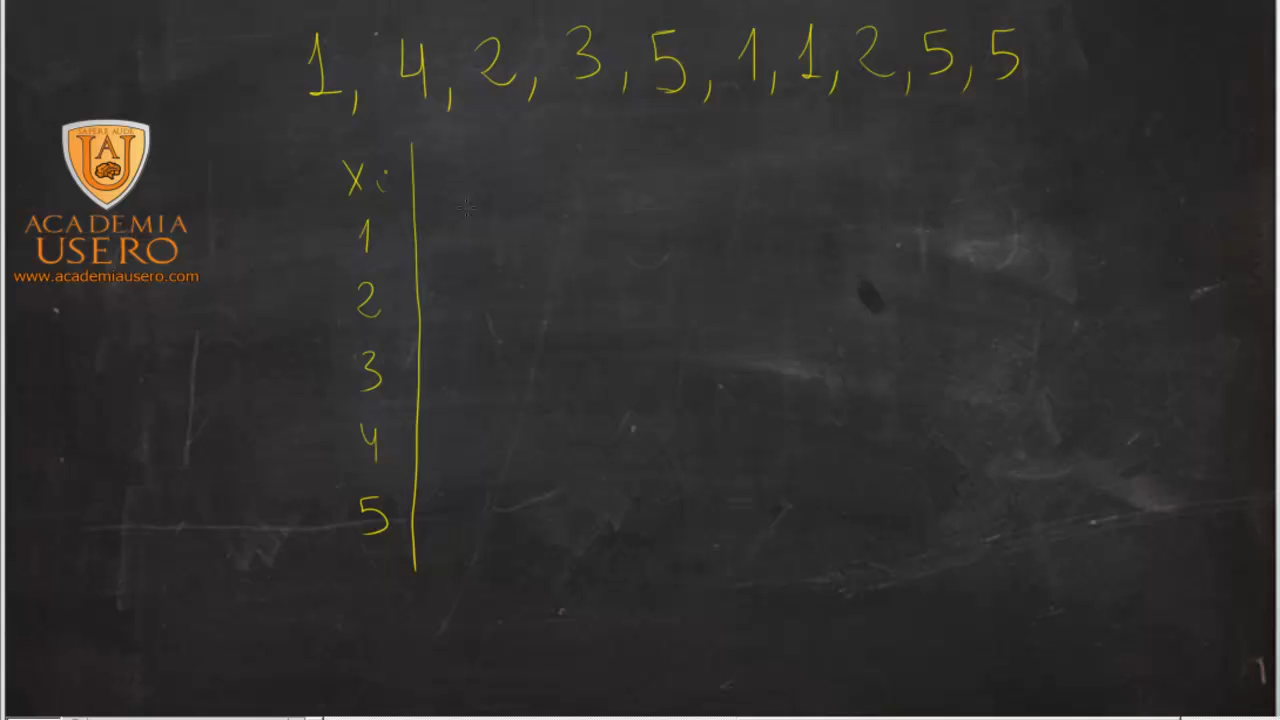 1, 4, 2, 3, 5, 1, 1, 2, 5, 5
SAPERE AUDE
UA
ACADEMIA
USERO
www.academiausero.com
xi
1
2
3
4
5